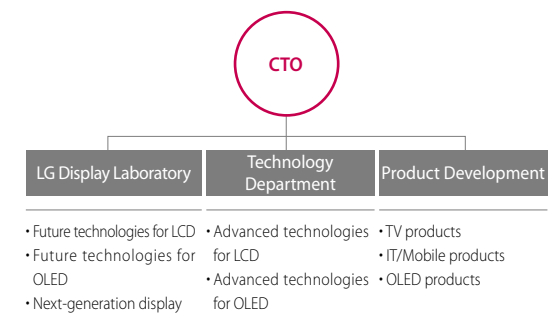 CTO
LG Display Laboratory
Technology
Department
Product Development
• Future technologies for LCD
• Future technologies for
OLED
• Next-generation display
• Advanced technologies
for LCD
• Advanced technologies
for OLED
• TV products
• IT/Mobile products
• OLED products